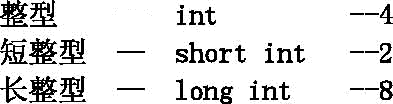 整型 int --4
短整型 — short int --2
长整型 — long int --8